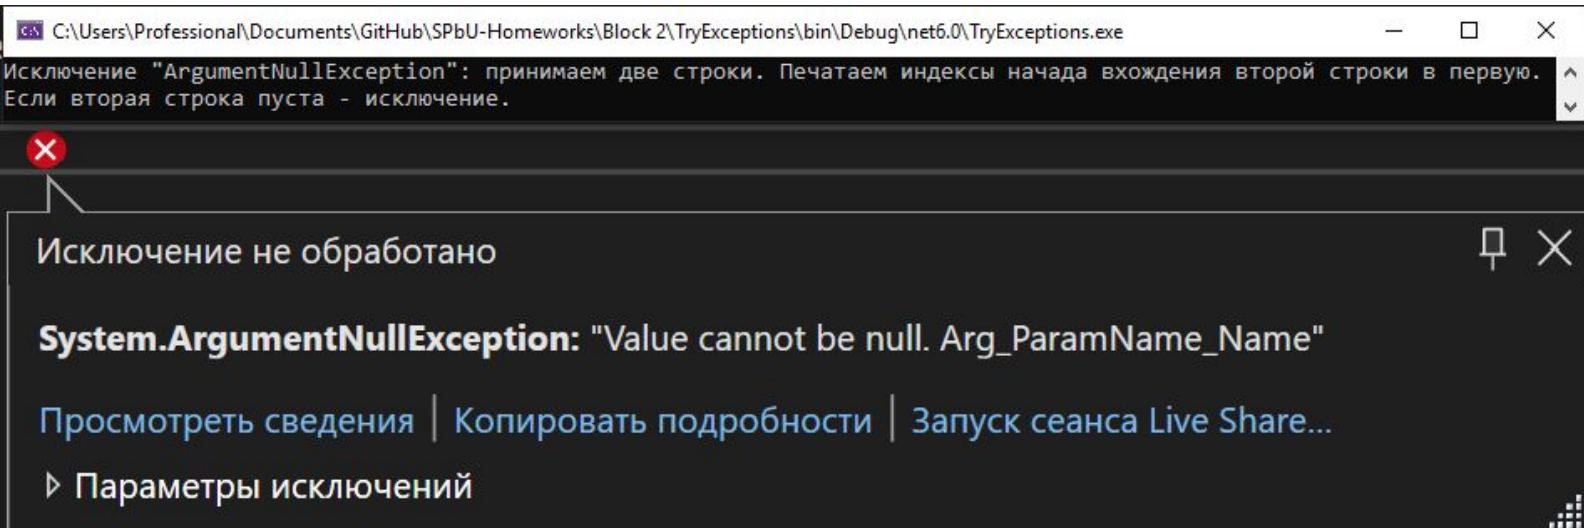 C:\Users\Professional\Documents\GitHub\SPbU-Homeworks\Block 2\TryExceptions\bin\Debug\net6.0\TryExceptions.exe
Исключение "ArgumentNullException": принимаем две строки. Печатаем индексы начада вхождения второй строки в первую.
Если вторая строка пуста - исключение.
Исключение не обработано
System.ArgumentNullException: "Value cannot be null. Arg_ParamName_Name"
Просмотреть сведения | Копировать подробности | Запуск сеанса Live Share...
Параметры исключений